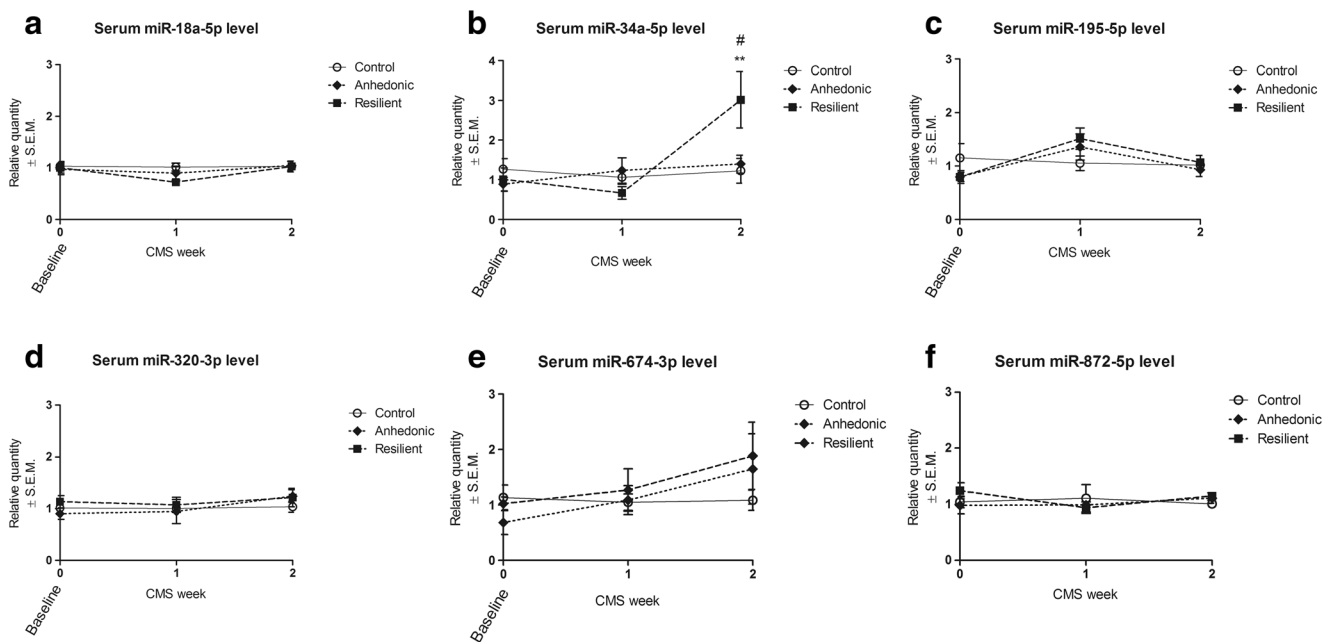 a
Serum miR-18a-5p level
Relative quantity
± S.E.M.
3
2
1
0
0
1
2
Baseline
CMS week
Control
Anhedonic
Resilient
b
Serum miR-34a-5p level
Relative quantity
± S.E.M.
4
3
2
1
0
#
**
0
1
2
Baseline
CMS week
Control
Anhedonic
Resilient
c
Serum miR-195-5p level
Relative quantity
± S.E.M.
3
2
1
0
0
1
2
Baseline
CMS week
Control
Anhedonic
Resilient
d
Serum miR-320-3p level
Relative quantity
± S.E.M.
3
2
1
0
0
1
2
Baseline
CMS week
Control
Anhedonic
Resilient
e
Serum miR-674-3p level
Relative quantity
± S.E.M.
3
2
1
0
0
1
2
Baseline
CMS week
Control
Anhedonic
Resilient
f
Serum miR-872-5p level
Relative quantity
± S.E.M.
3
2
1
0
0
1
2
CMS week
Control
Anhedonic
Resilient